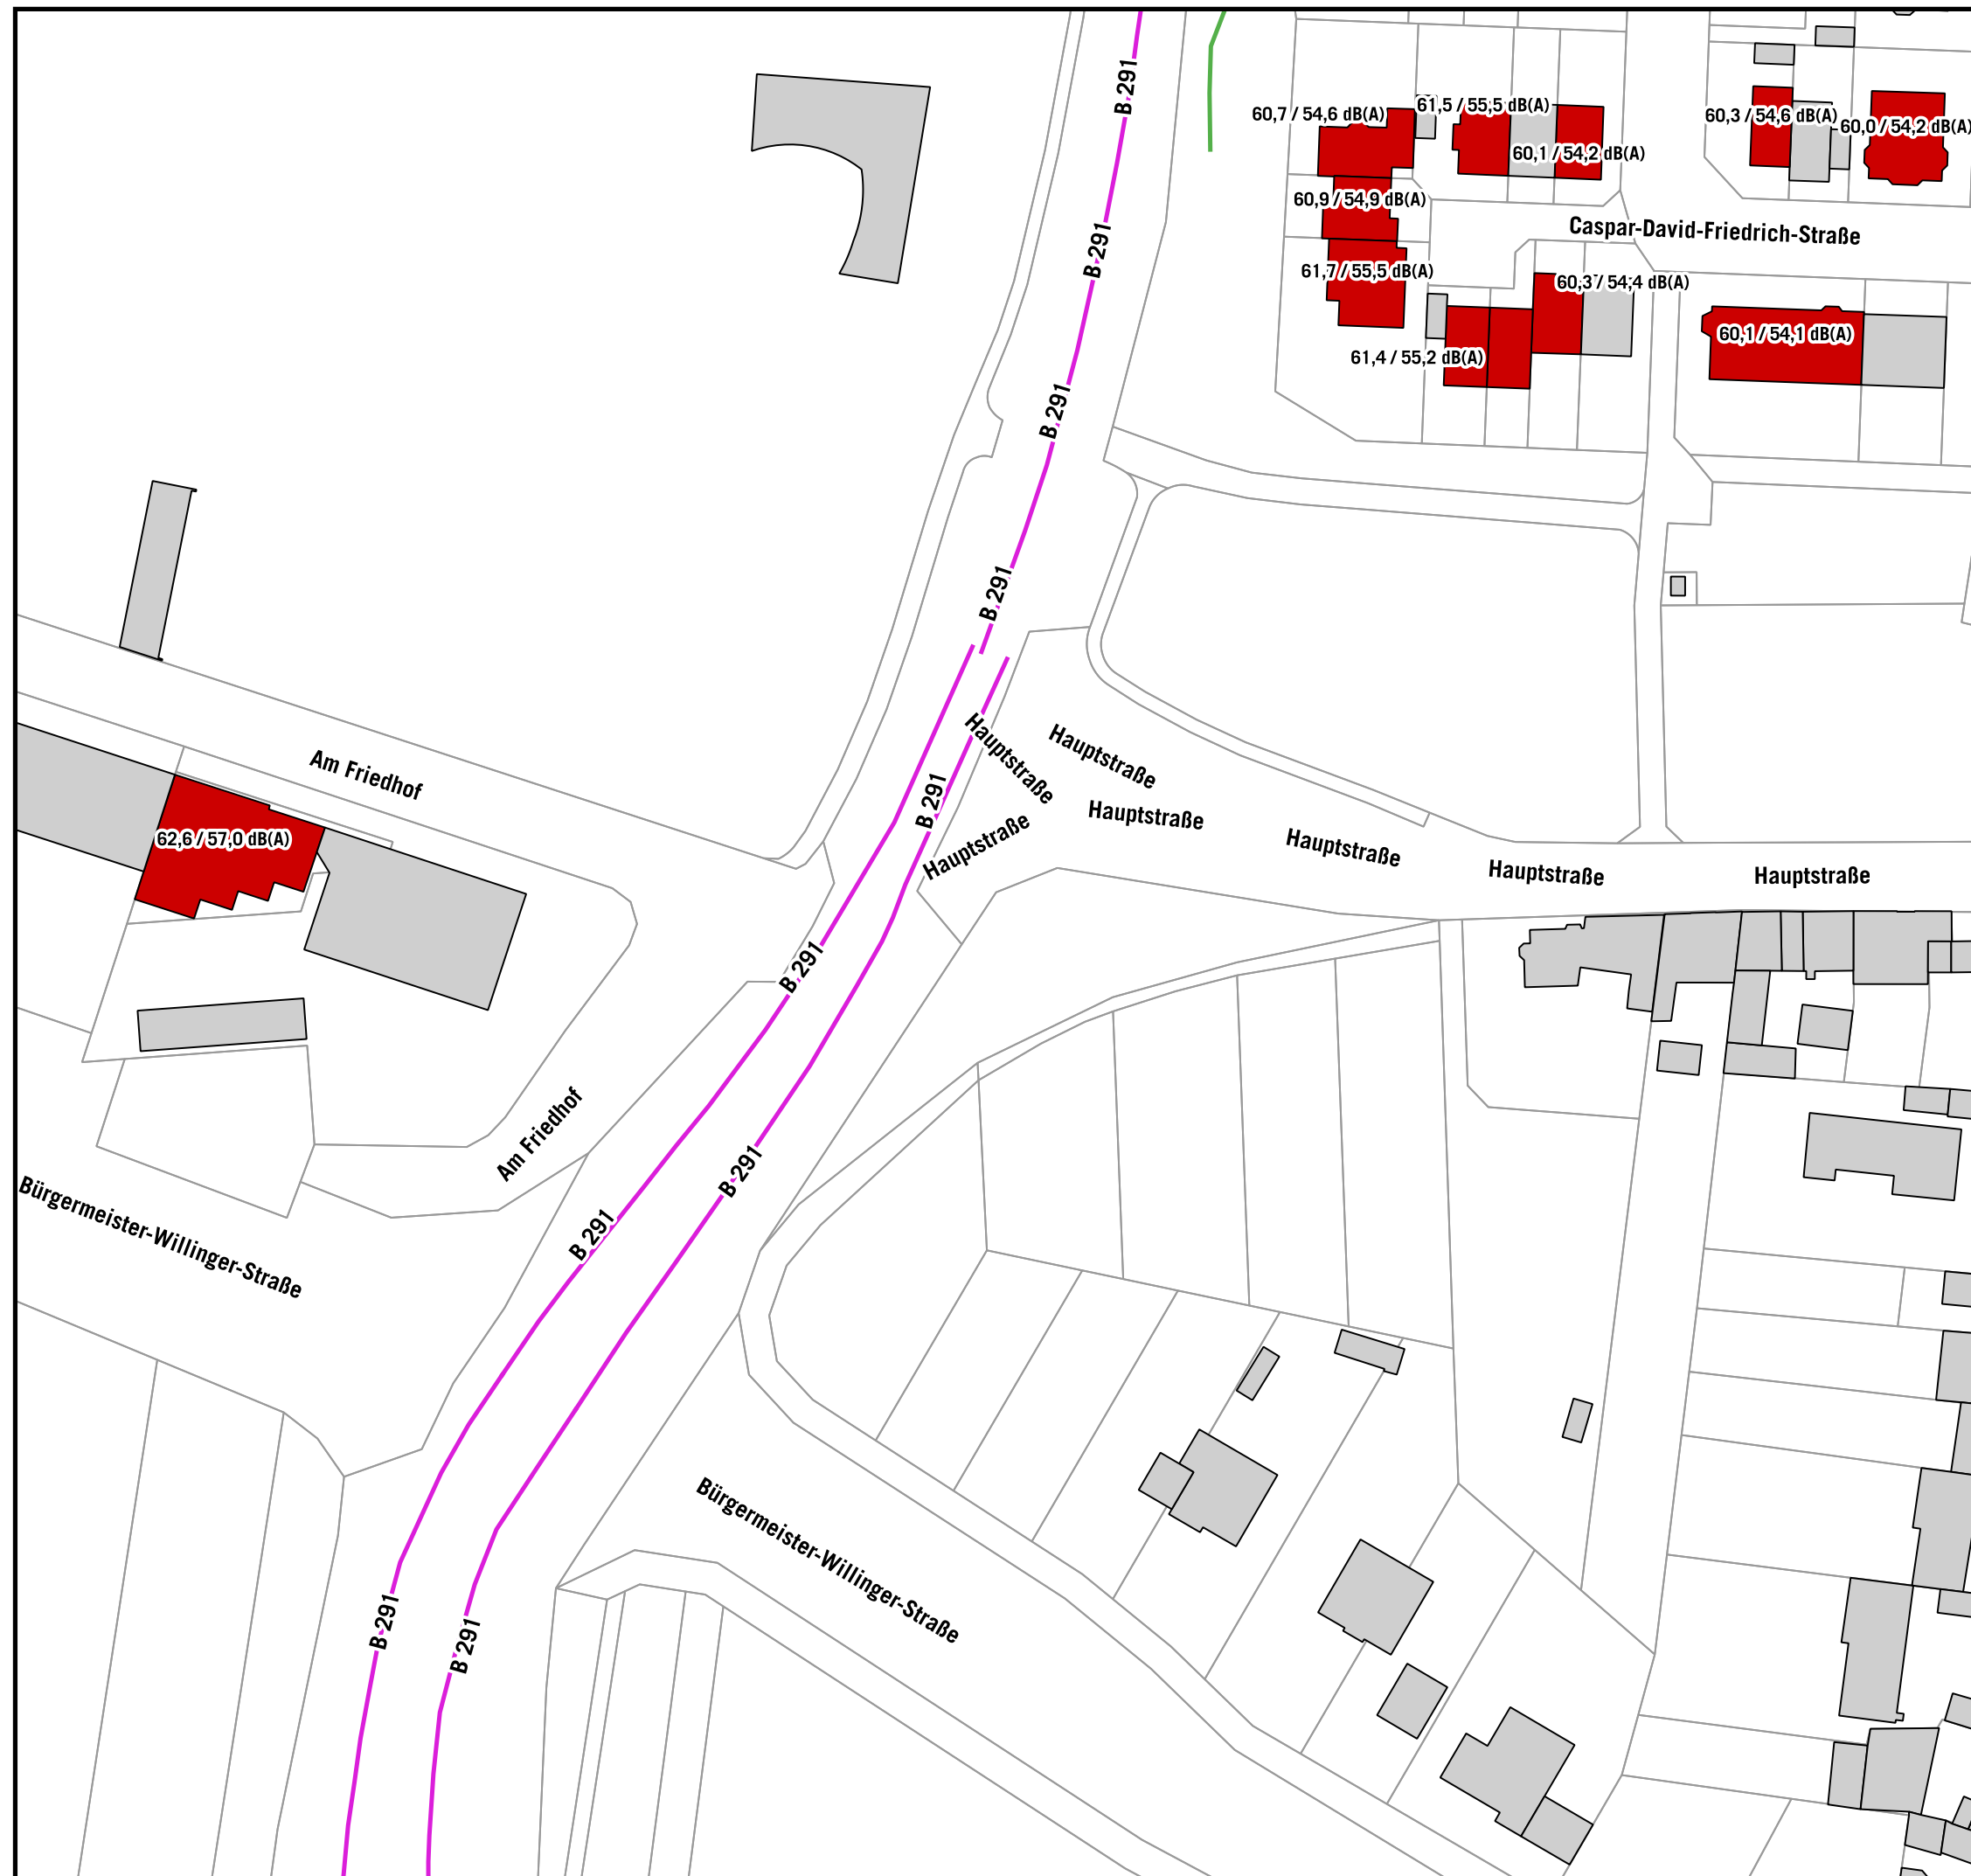 B 291
60,7 / 54,6 dB(A)
61,5 / 55,5 dB(A)
60,1 / 54,2 dB(A)
60,3 / 54,6 dB(A)
60,0 / 54,2 dB(A)
60,9 / 54,9 dB(A)
Caspar-David-Friedrich-Straße
B 291
61,7 / 55,5 dB(A)
60,3 / 54,4 dB(A)
60,1 / 54,1 dB(A)
61,4 / 55,2 dB(A)
B 291
B 291
Am Friedhof
Hauptstraße
Hauptstraße
B 291
Hauptstraße
Hauptstraße
62,6 / 57,0 dB(A)
Hauptstraße
Hauptstraße
Hauptstraße
B 291
Am Friedhof
B 291
Bürgermeister-Willinger-Straße
B 291
Bürgermeister-Willinger-Straße
B 291
B 291